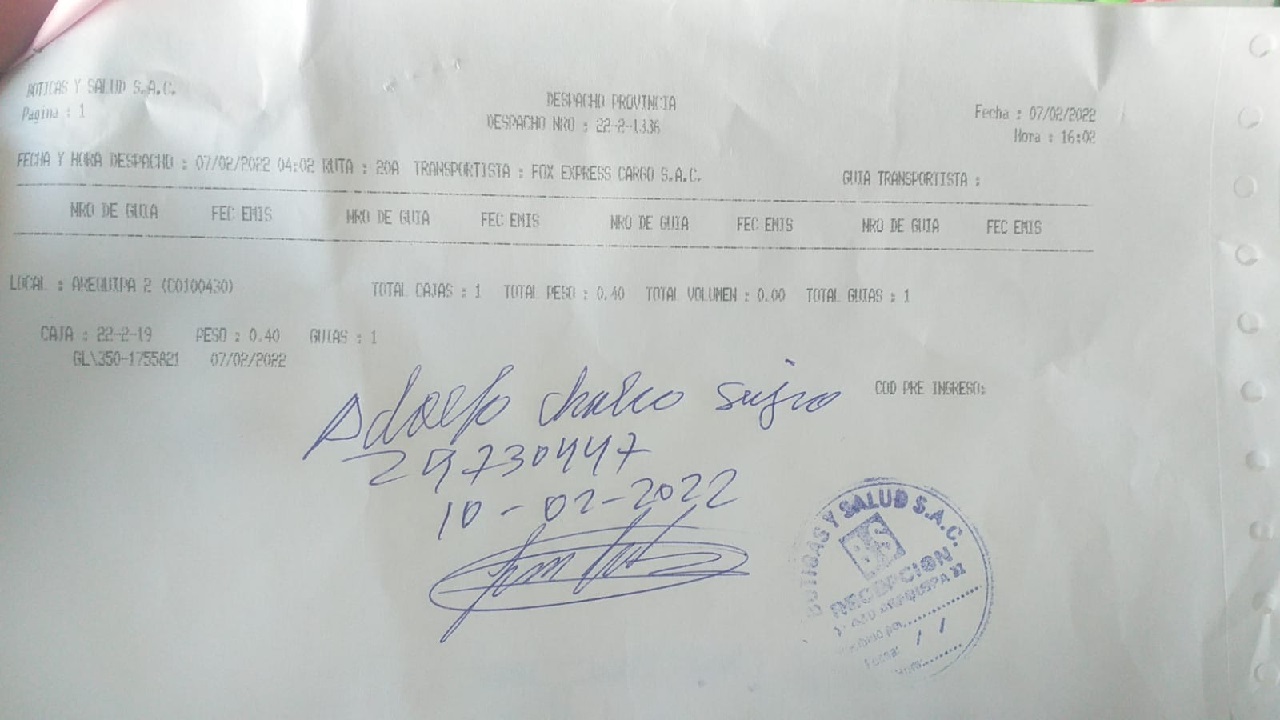 BOTICAS Y SALUD S.A.C.
Pagina : 1
DESPACHO PROVINCIA
DESPACHO NRO : 22-2-1336
Fecha : 07/02/2022
Hora : 16:02
FECHA Y HORA DESPACHO : 07/02/2022 04:02 RUTA : 20A TRANSPORTISTA : FOX EXPRESS CARGO S.A.C. GUIA TRANSPORTISTA :
NRO DE GUIA FEC EMIS NRO DE GUIA FEC EMIS NRO DE GUIA FEC EMIS NRO DE GUIA FEC EMIS
LOCAL : AREQUIPA 2 (C0100430) TOTAL CAJAS : 1 TOTAL PESO : 0.40 TOTAL VOLUMEN : 0.00 TOTAL GUIAS : 1
CAJA : 22-2-19 PESO : 0.40 GUIAS : 1
GL\350-1755821 07/02/2022
COD PRE INGRESO:
Adolfo chalco
29730447
10-02-2022
BOTICAS Y SALUD S.A.C.
BS
RECEPCION
AREQUIPA
Fecha: / /